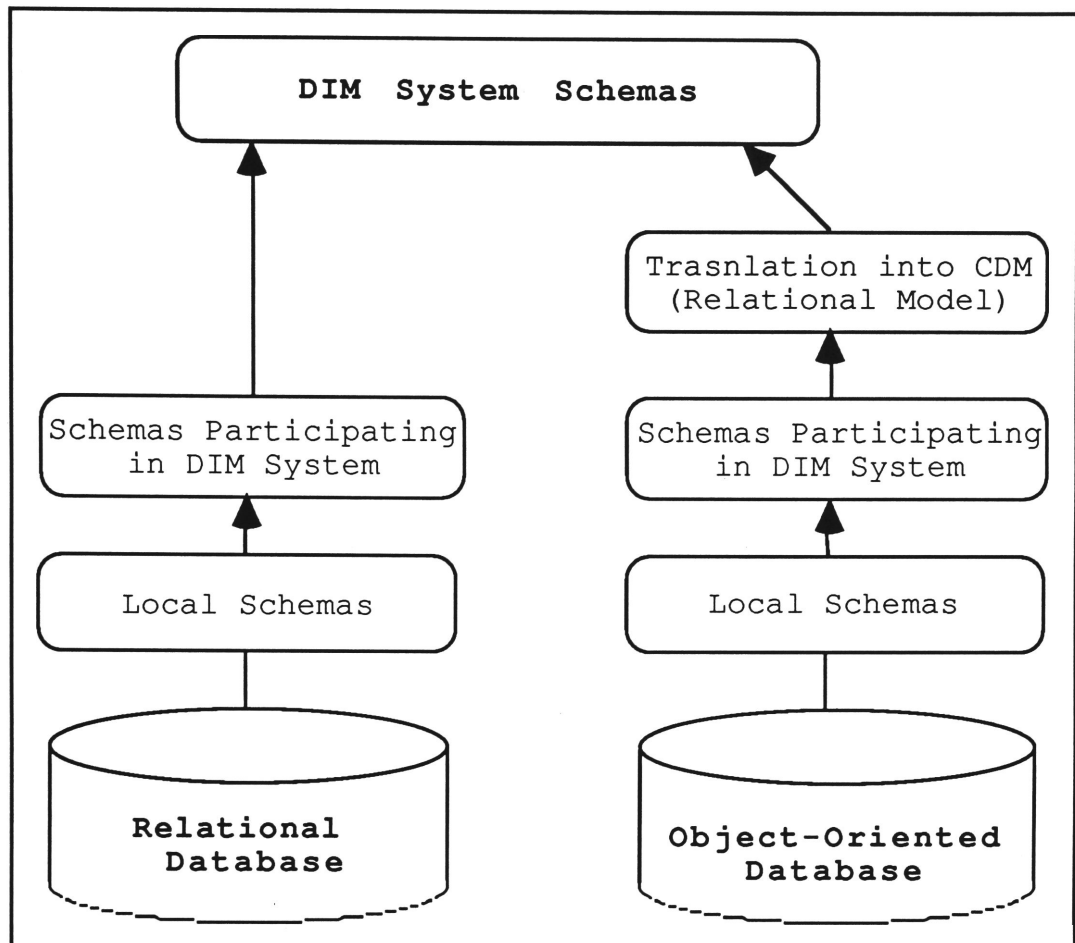 DIM System Schemas
Trasnlation into CDM
(Relational Model)
Schemas Participating
in DIM System
Schemas Participating
in DIM System
Local Schemas
Local Schemas
Relational
Database
Object-Oriented
Database